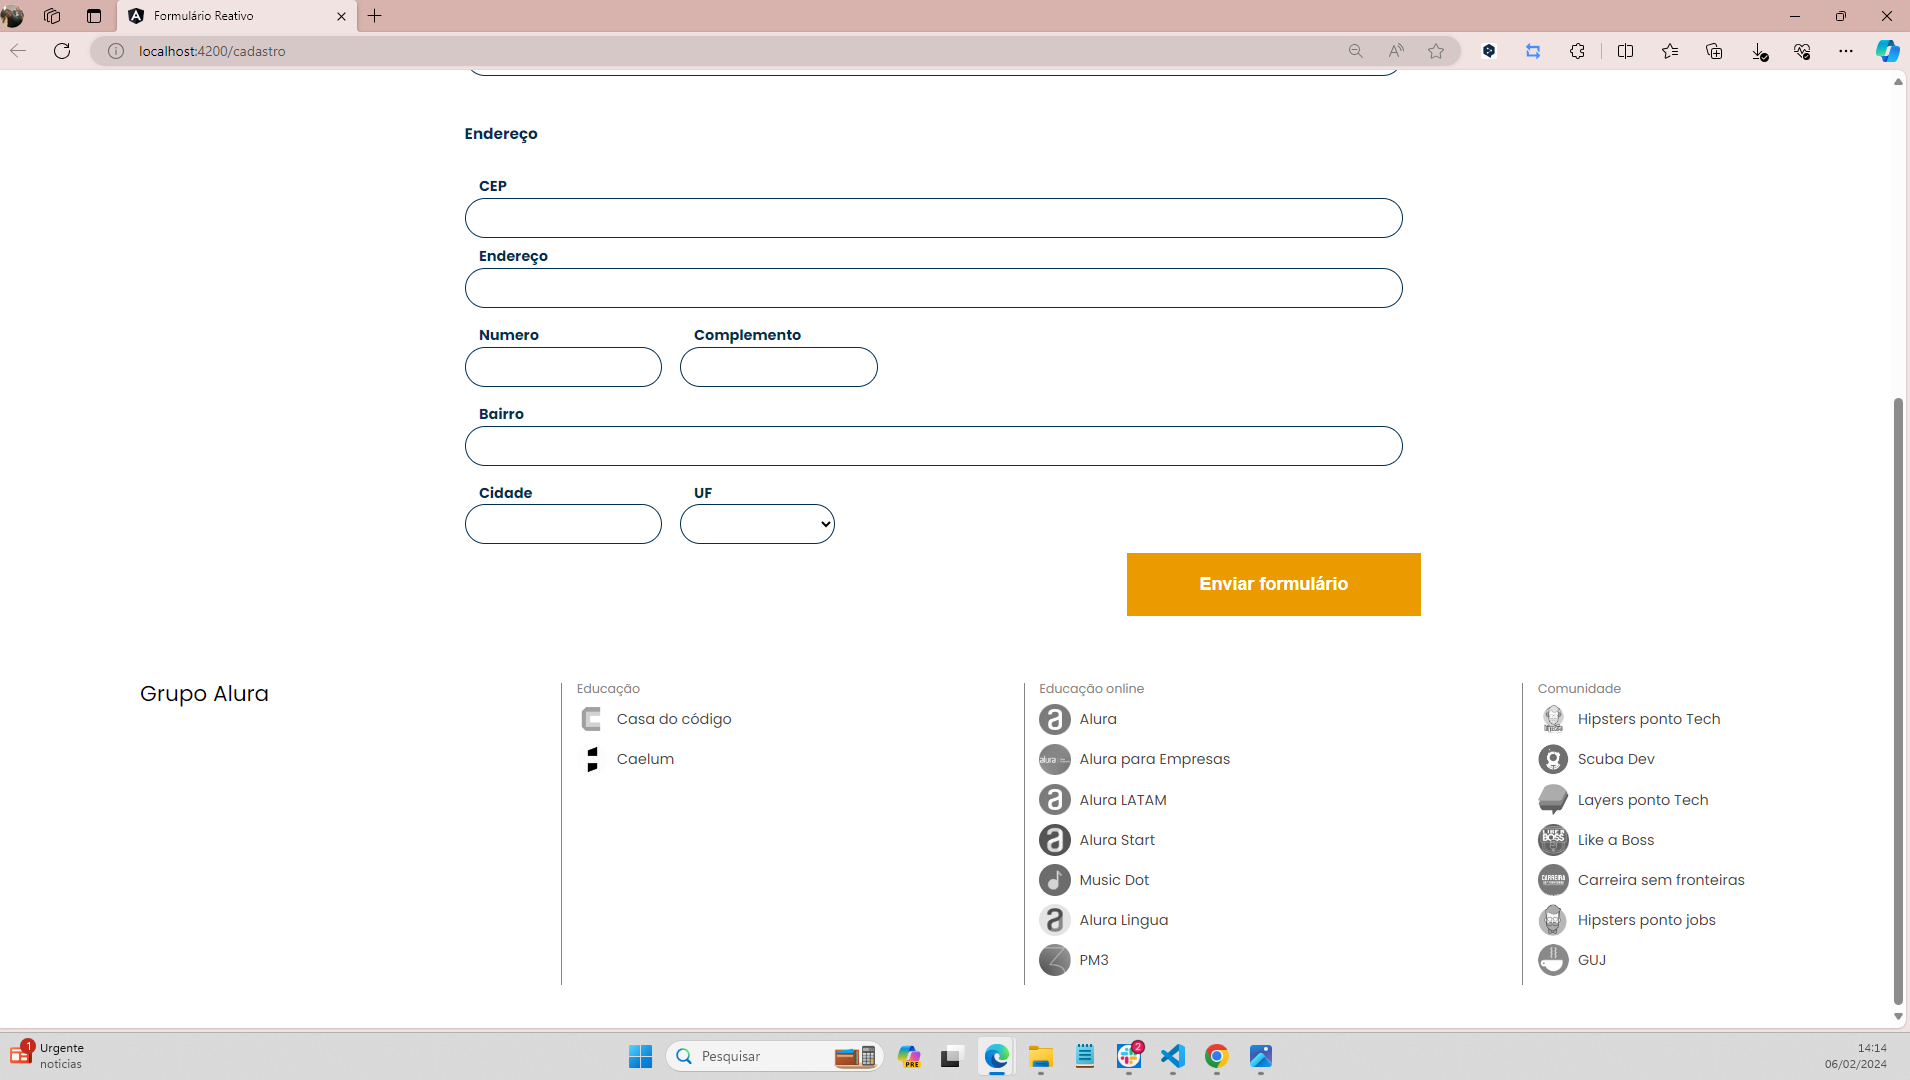 Formulário Reativo
localhost:4200/cadastro
Endereço
CEP
Endereço
Numero Complemento
Bairro
Cidade UF
Enviar formulário
Grupo Alura
Educação
Casa do código
Caelum
Educação online
Alura
Alura para Empresas
Alura LATAM
Alura Start
Music Dot
Alura Lingua
PM3
Comunidade
Hipsters ponto Tech
Scuba Dev
Layers ponto Tech
Like a Boss
Carreira sem fronteiras
Hipsters ponto jobs
GUJ
1
Urgente
noticias
Pesquisar
PRE
2
14:14
06/02/2024